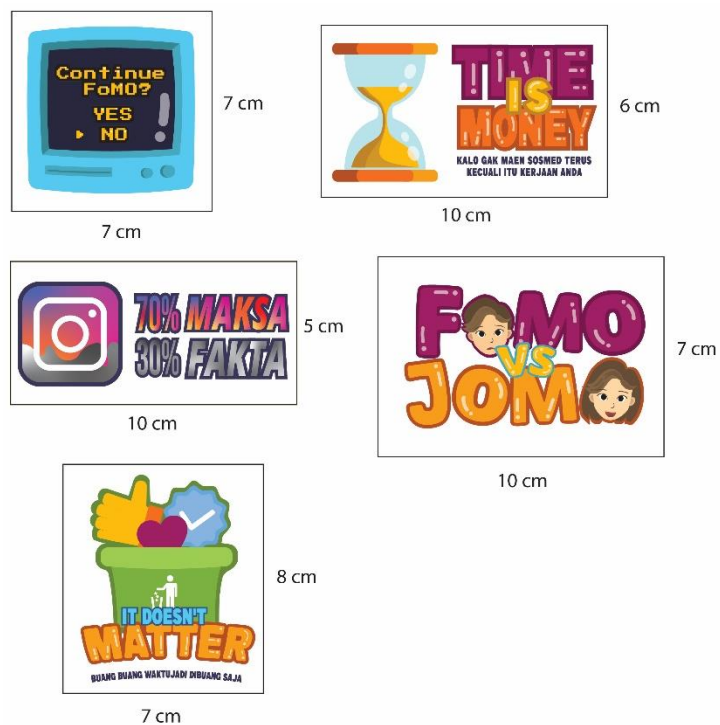 Continue
FoMO?
YES
NO
7 cm
7 cm
TIME
IS
MONEY
KALO GAK MAEN SOSMED TERUS
KECUALI ITU KERJAAN ANDA
6 cm
10 cm
70% MAKSA
30% FAKTA
5 cm
10 cm
FoMO
VS
JOMO
7 cm
10 cm
IT DOESN'T
MATTER
BUANG BUANG WAKTUJADI DIBUANG SAJA
8 cm
7 cm